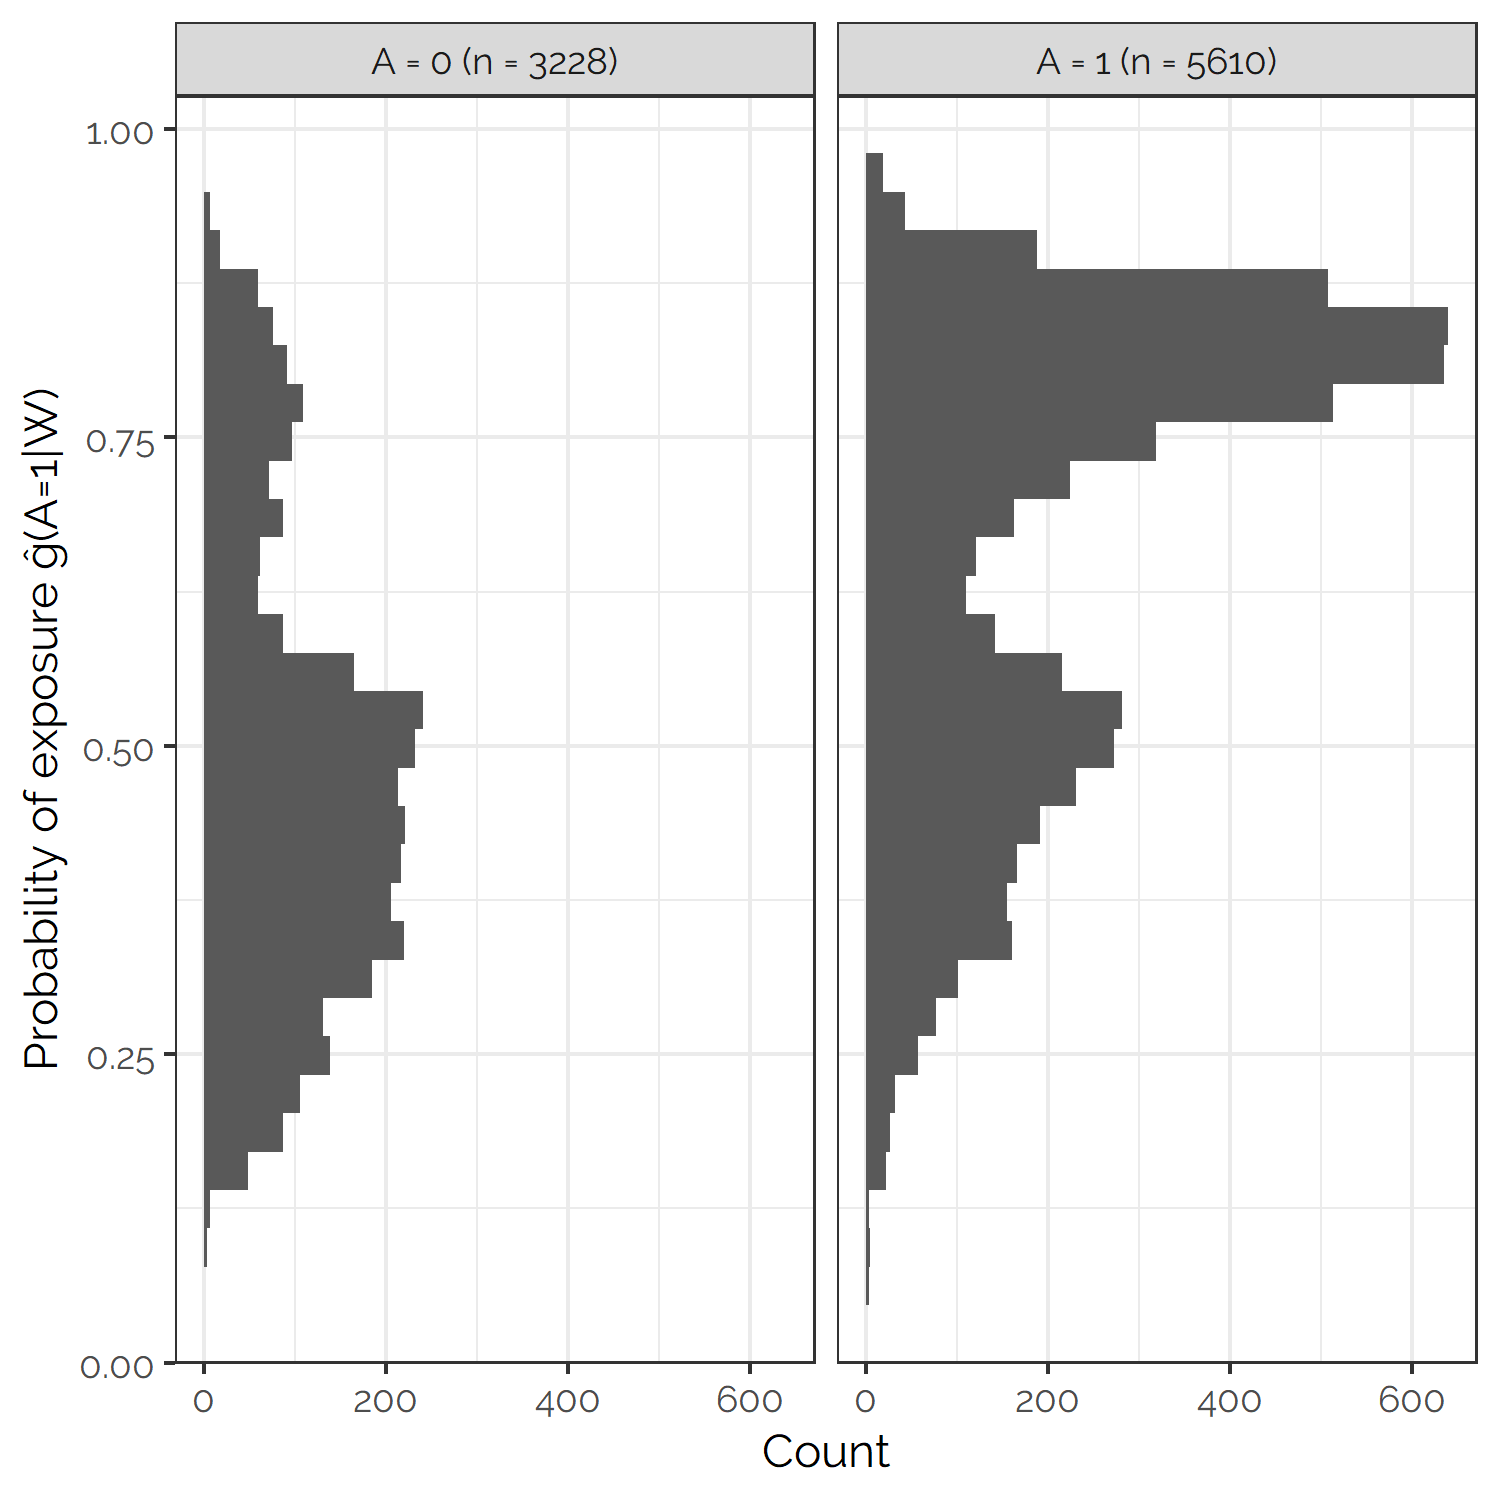 A = 0 (n = 3228)
A = 1 (n = 5610)
Probability of exposure ĝ(A=1|W)
1.00
0.75
0.50
0.25
0.00
0 200 400 600
0 200 400 600
Count